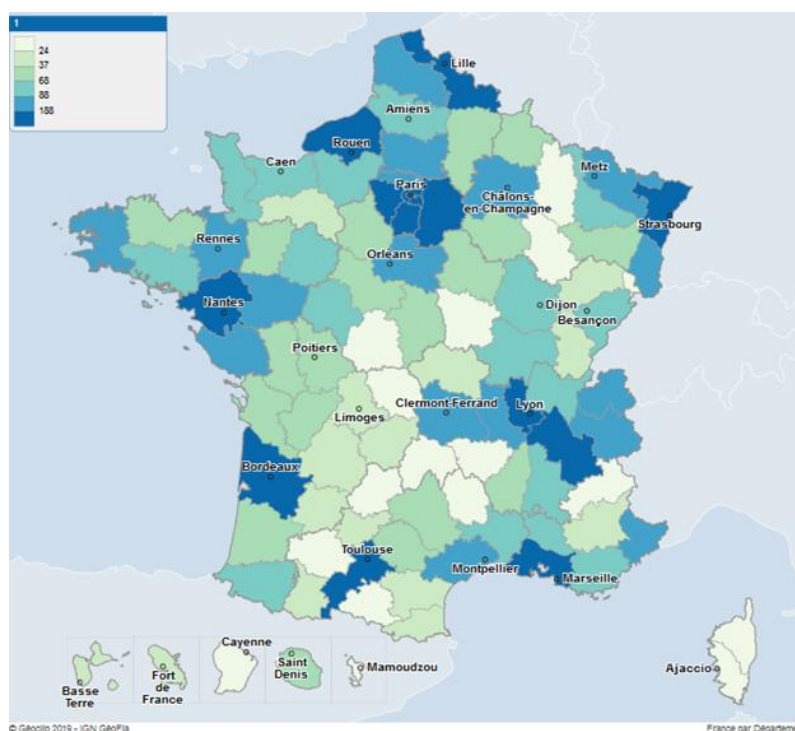 1
24
37
68
88
188
Lille
Amiens
Rouen
Caen
Metz
Paris
Châlons-
en-Champagne
Strasbourg
Rennes
Orléans
Nantes
Dijon
Besançon
Poitiers
Clermont-Ferrand
Lyon
Limoges
Bordeaux
Toulouse
Montpellier
Marseille
Cayenne
Saint
Denis
Mamoudzou
Basse
Terre
Fort
de
France
Ajaccio
© Géoclip 2019 - IGN GéoFla
France par Départeme